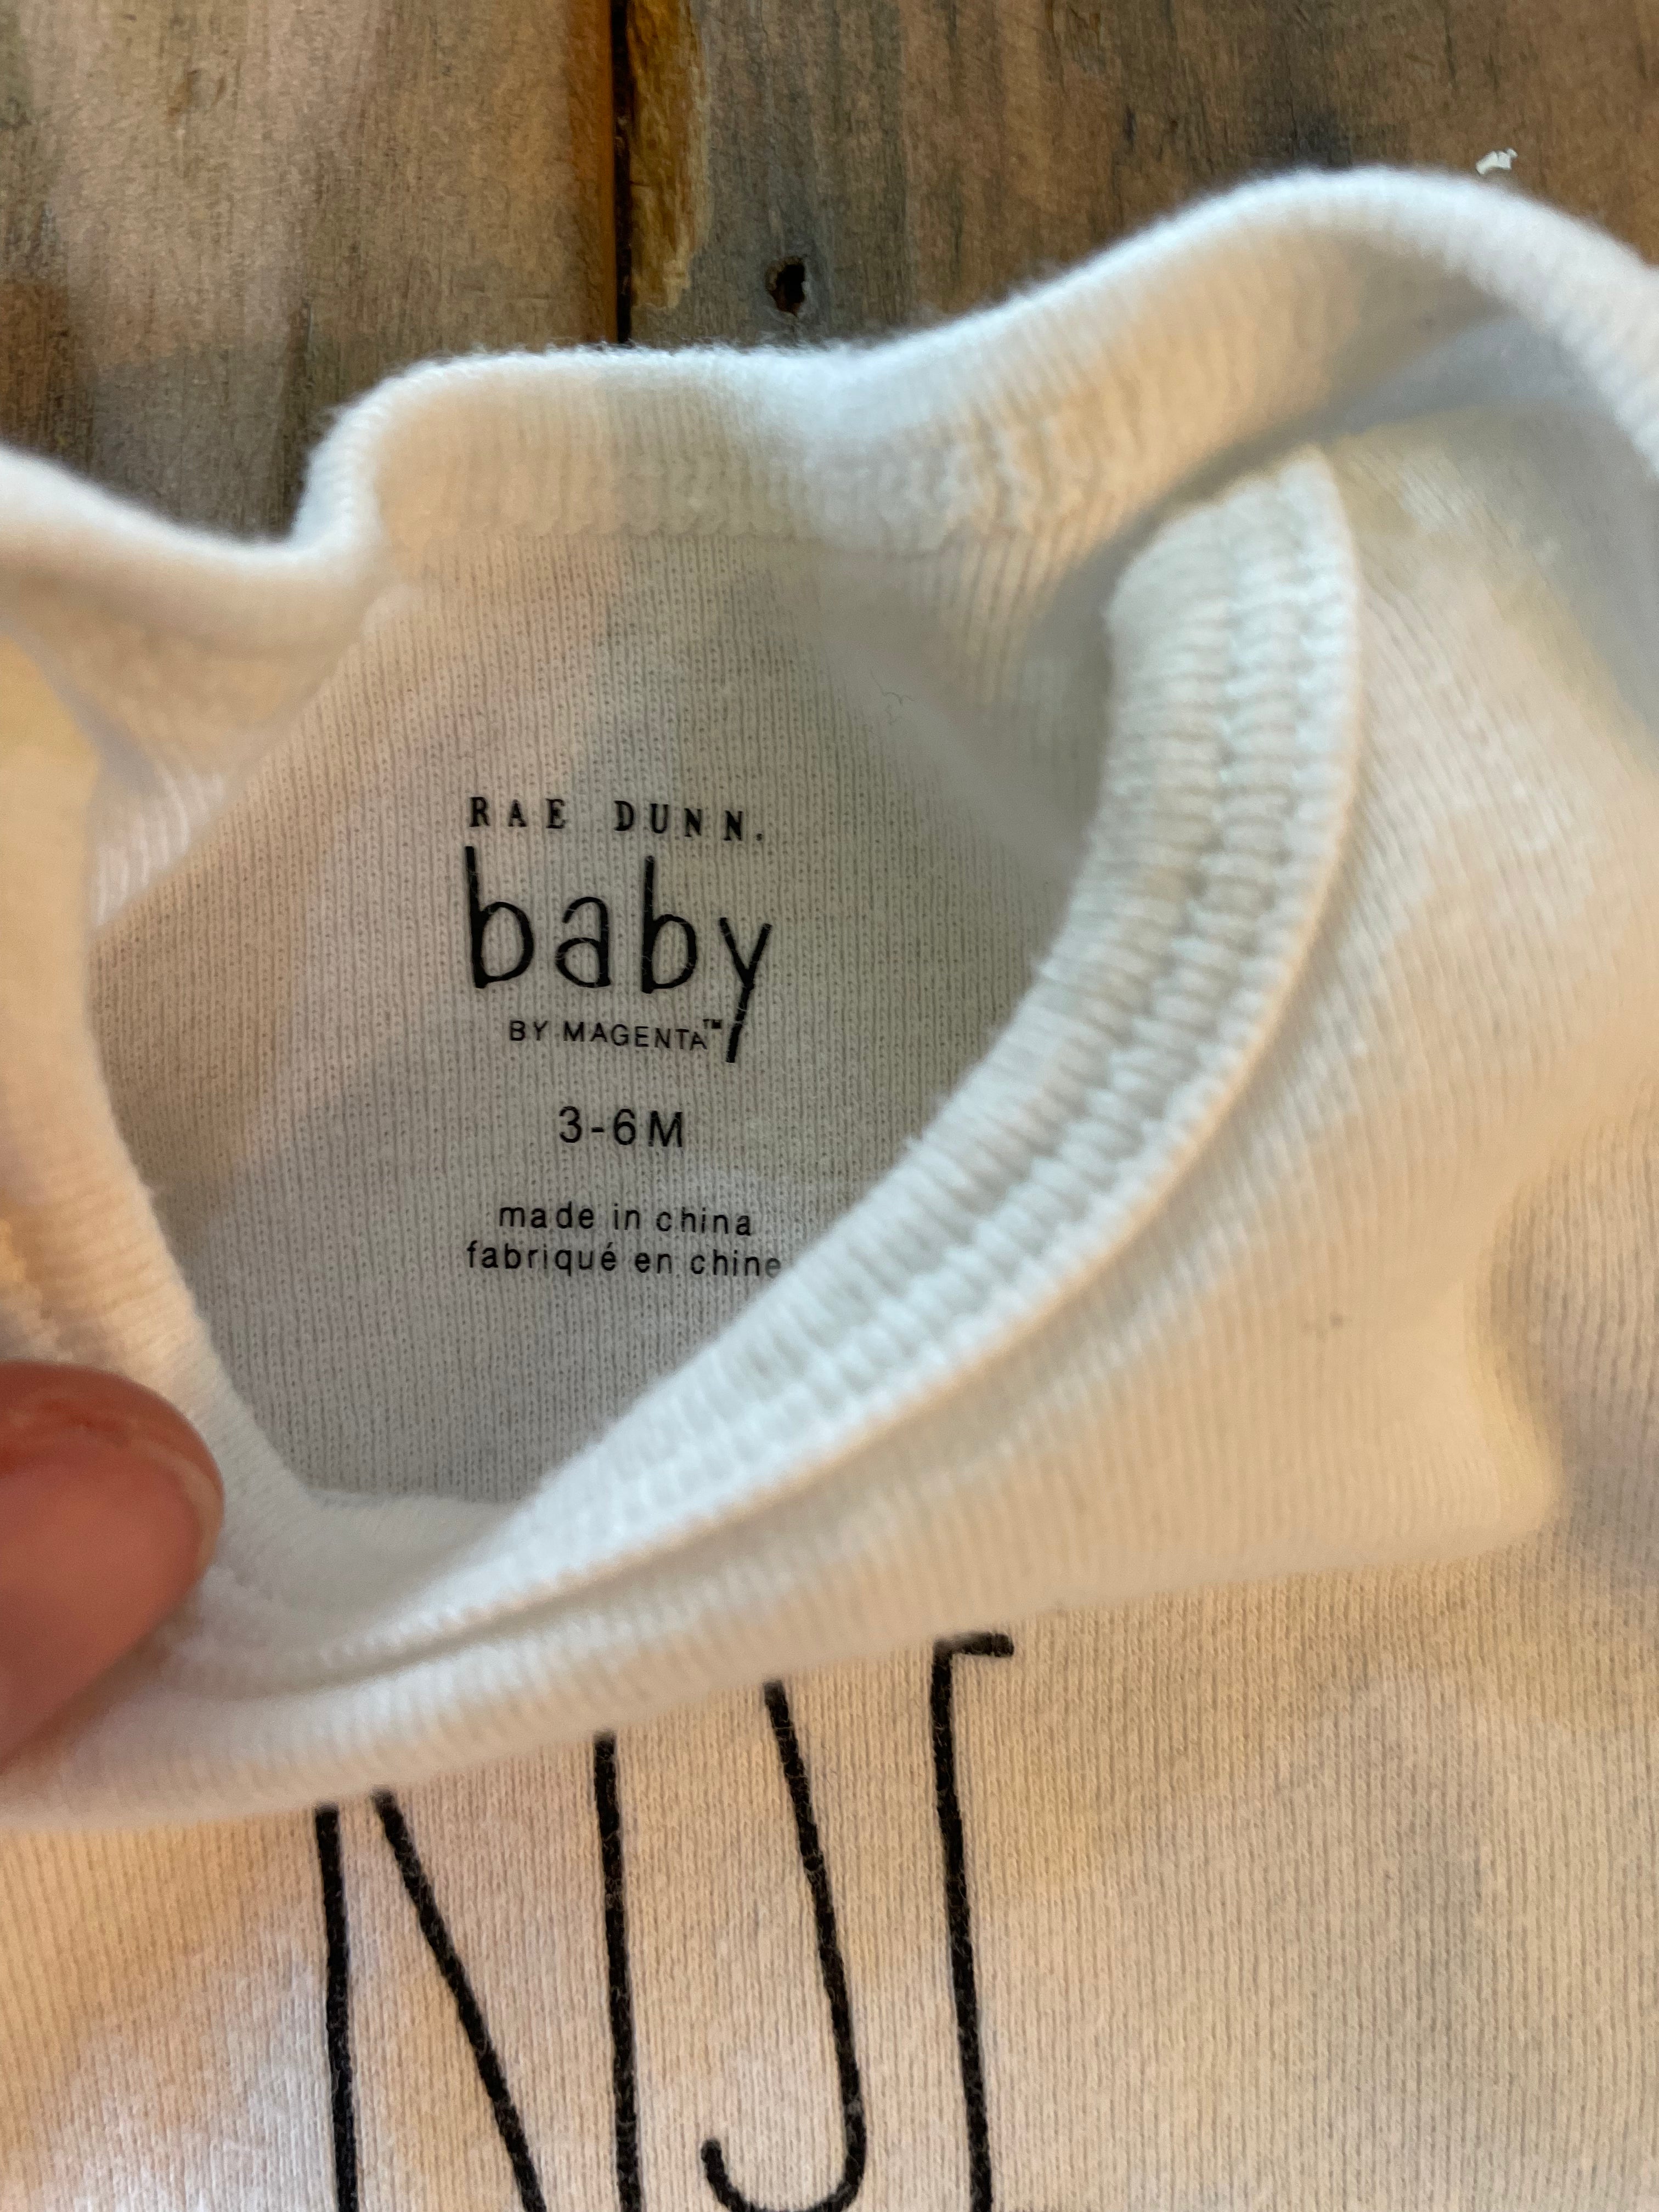 RAE DUNN.
baby
BY MAGENTA™
3-6M
made in china
fabriqué en chine